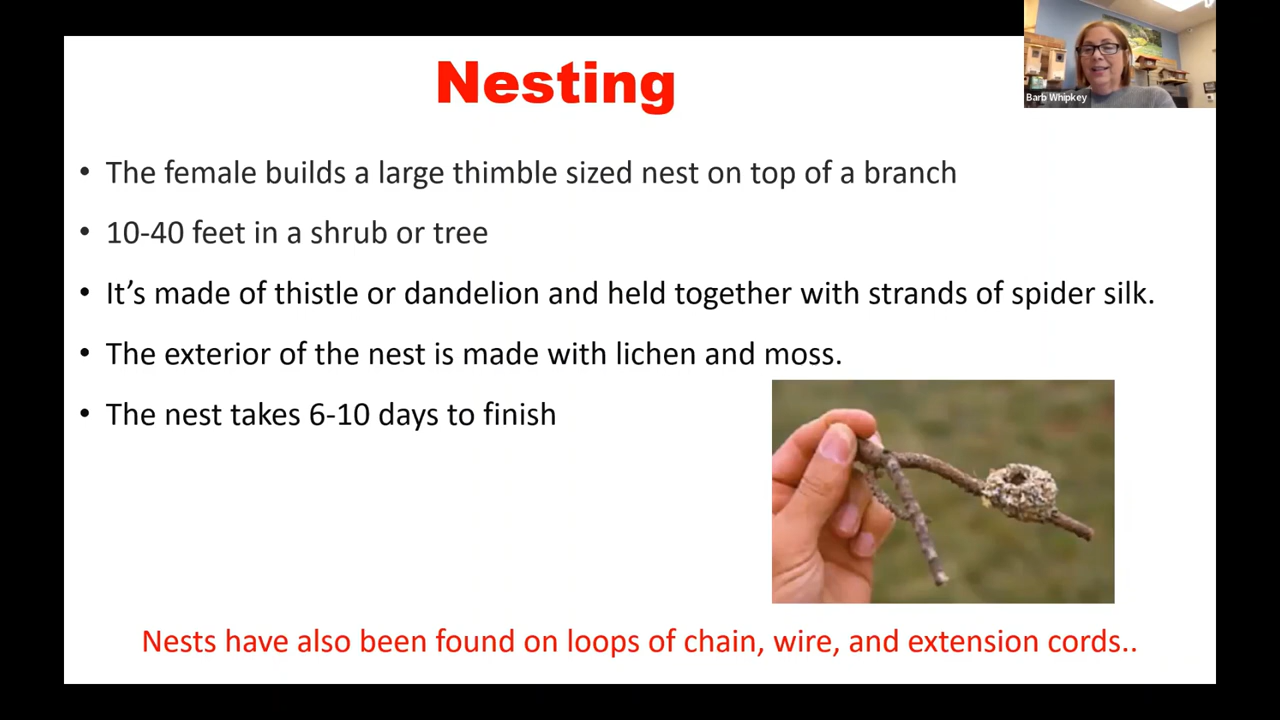 Nesting
Barb Whipkey
• The female builds a large thimble sized nest on top of a branch
• 10-40 feet in a shrub or tree
• It’s made of thistle or dandelion and held together with strands of spider silk.
• The exterior of the nest is made with lichen and moss.
• The nest takes 6-10 days to finish
Nests have also been found on loops of chain, wire, and extension cords..